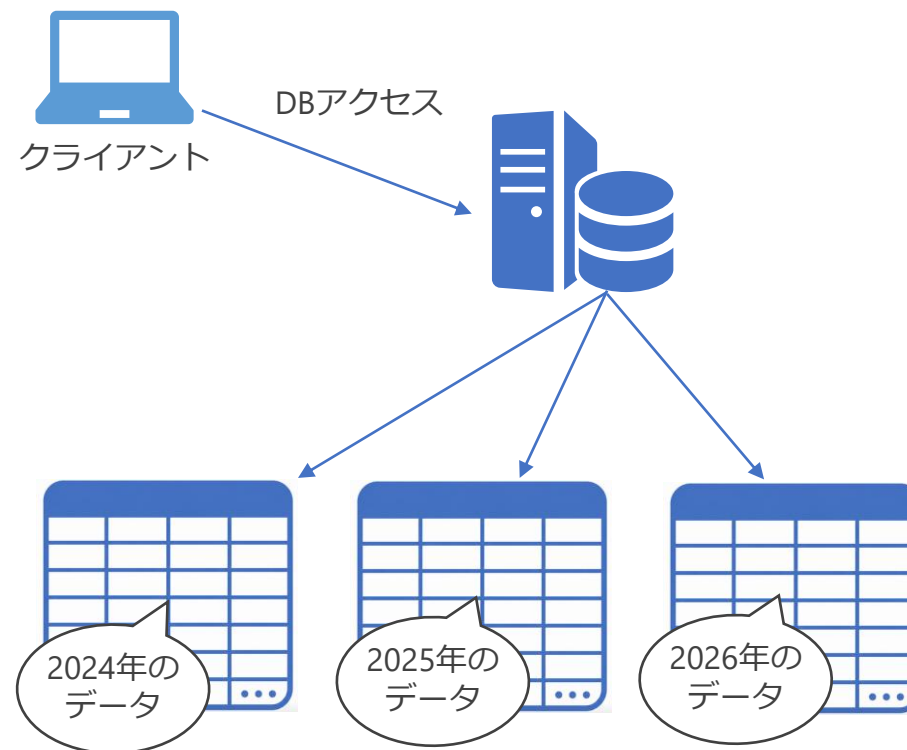 DBアクセス
クライアント
2024年の
データ
2025年の
データ
2026年の
データ